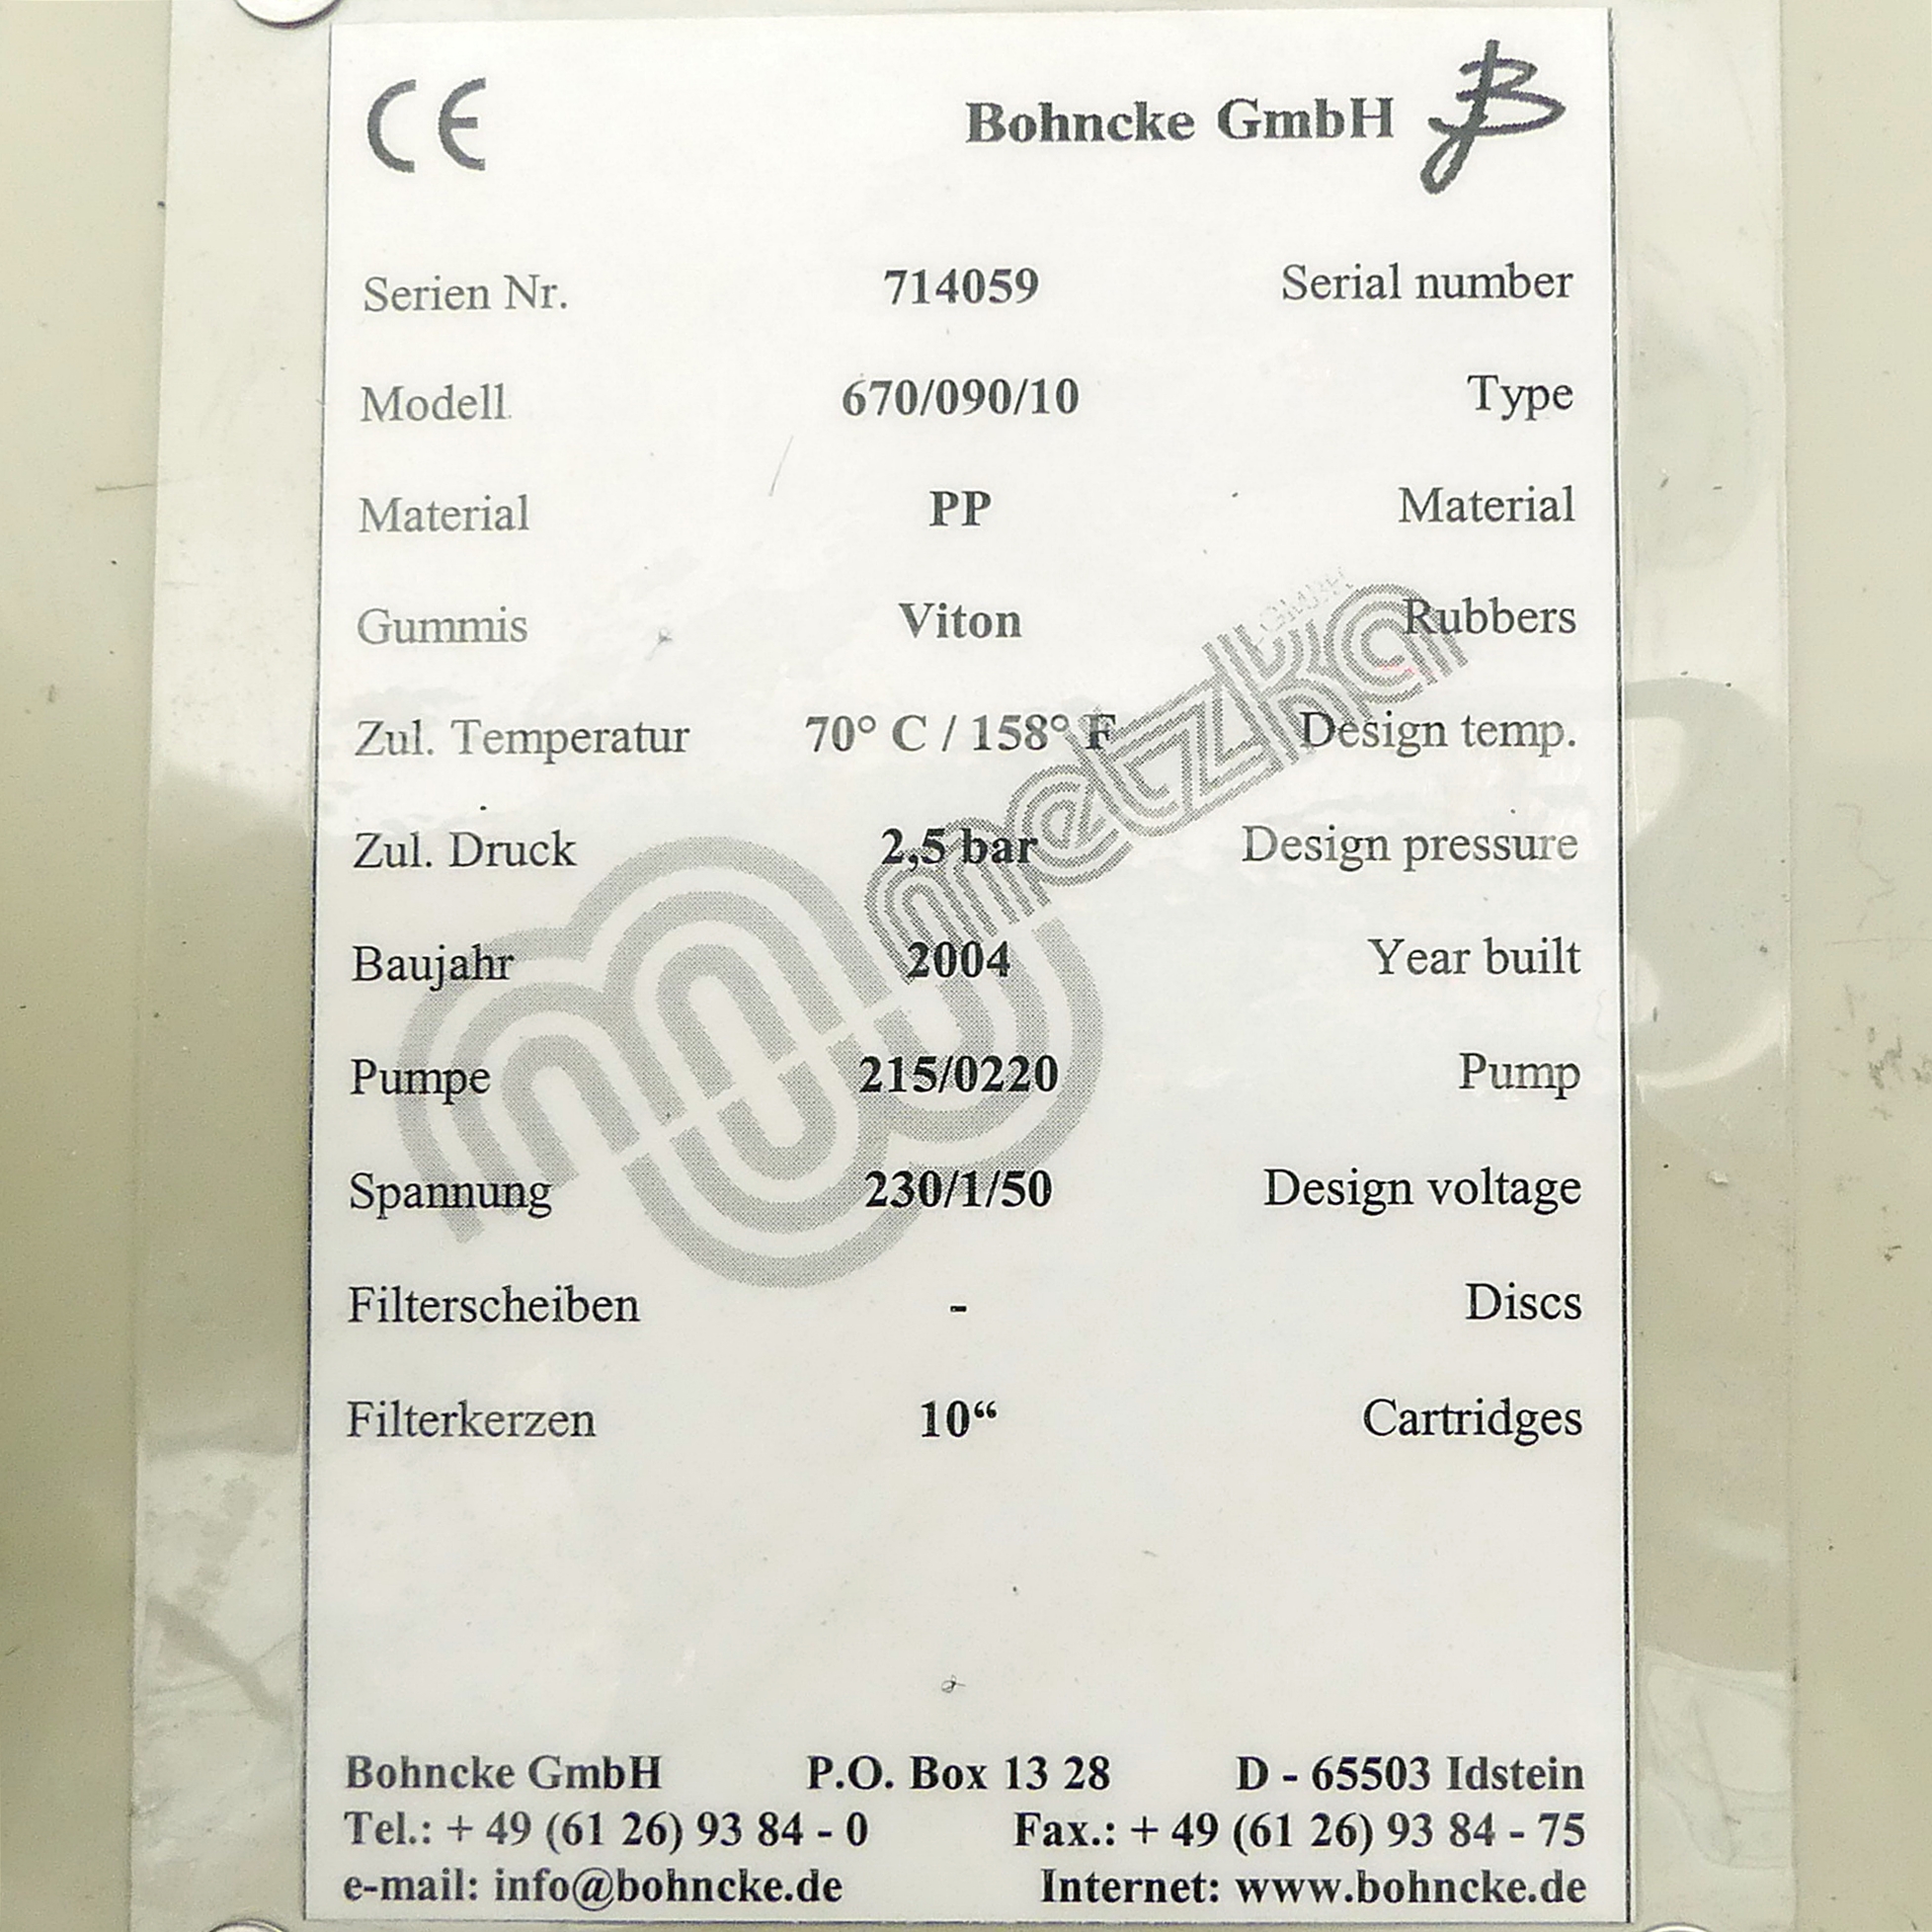 CE Bohncke GmbH
Serien Nr. 714059 Serial number
Modell 670/090/10 Type
Material PP Material
Gummis Viton Rubbers
Zul. Temperatur 70° C / 158° F Design temp.
Zul. Druck 2,5 bar Design pressure
Baujahr 2004 Year built
Pumpe 215/0220 Pump
Spannung 230/1/50 Design voltage
Filterscheiben - Discs
Filterkerzen 10“ Cartridges
metzka
GMBH
Bohncke GmbH P.O. Box 13 28 D - 65503 Idstein
Tel.: + 49 (61 26) 93 84 - 0 Fax.: + 49 (61 26) 93 84 - 75
e-mail: info@bohncke.de Internet: www.bohncke.de